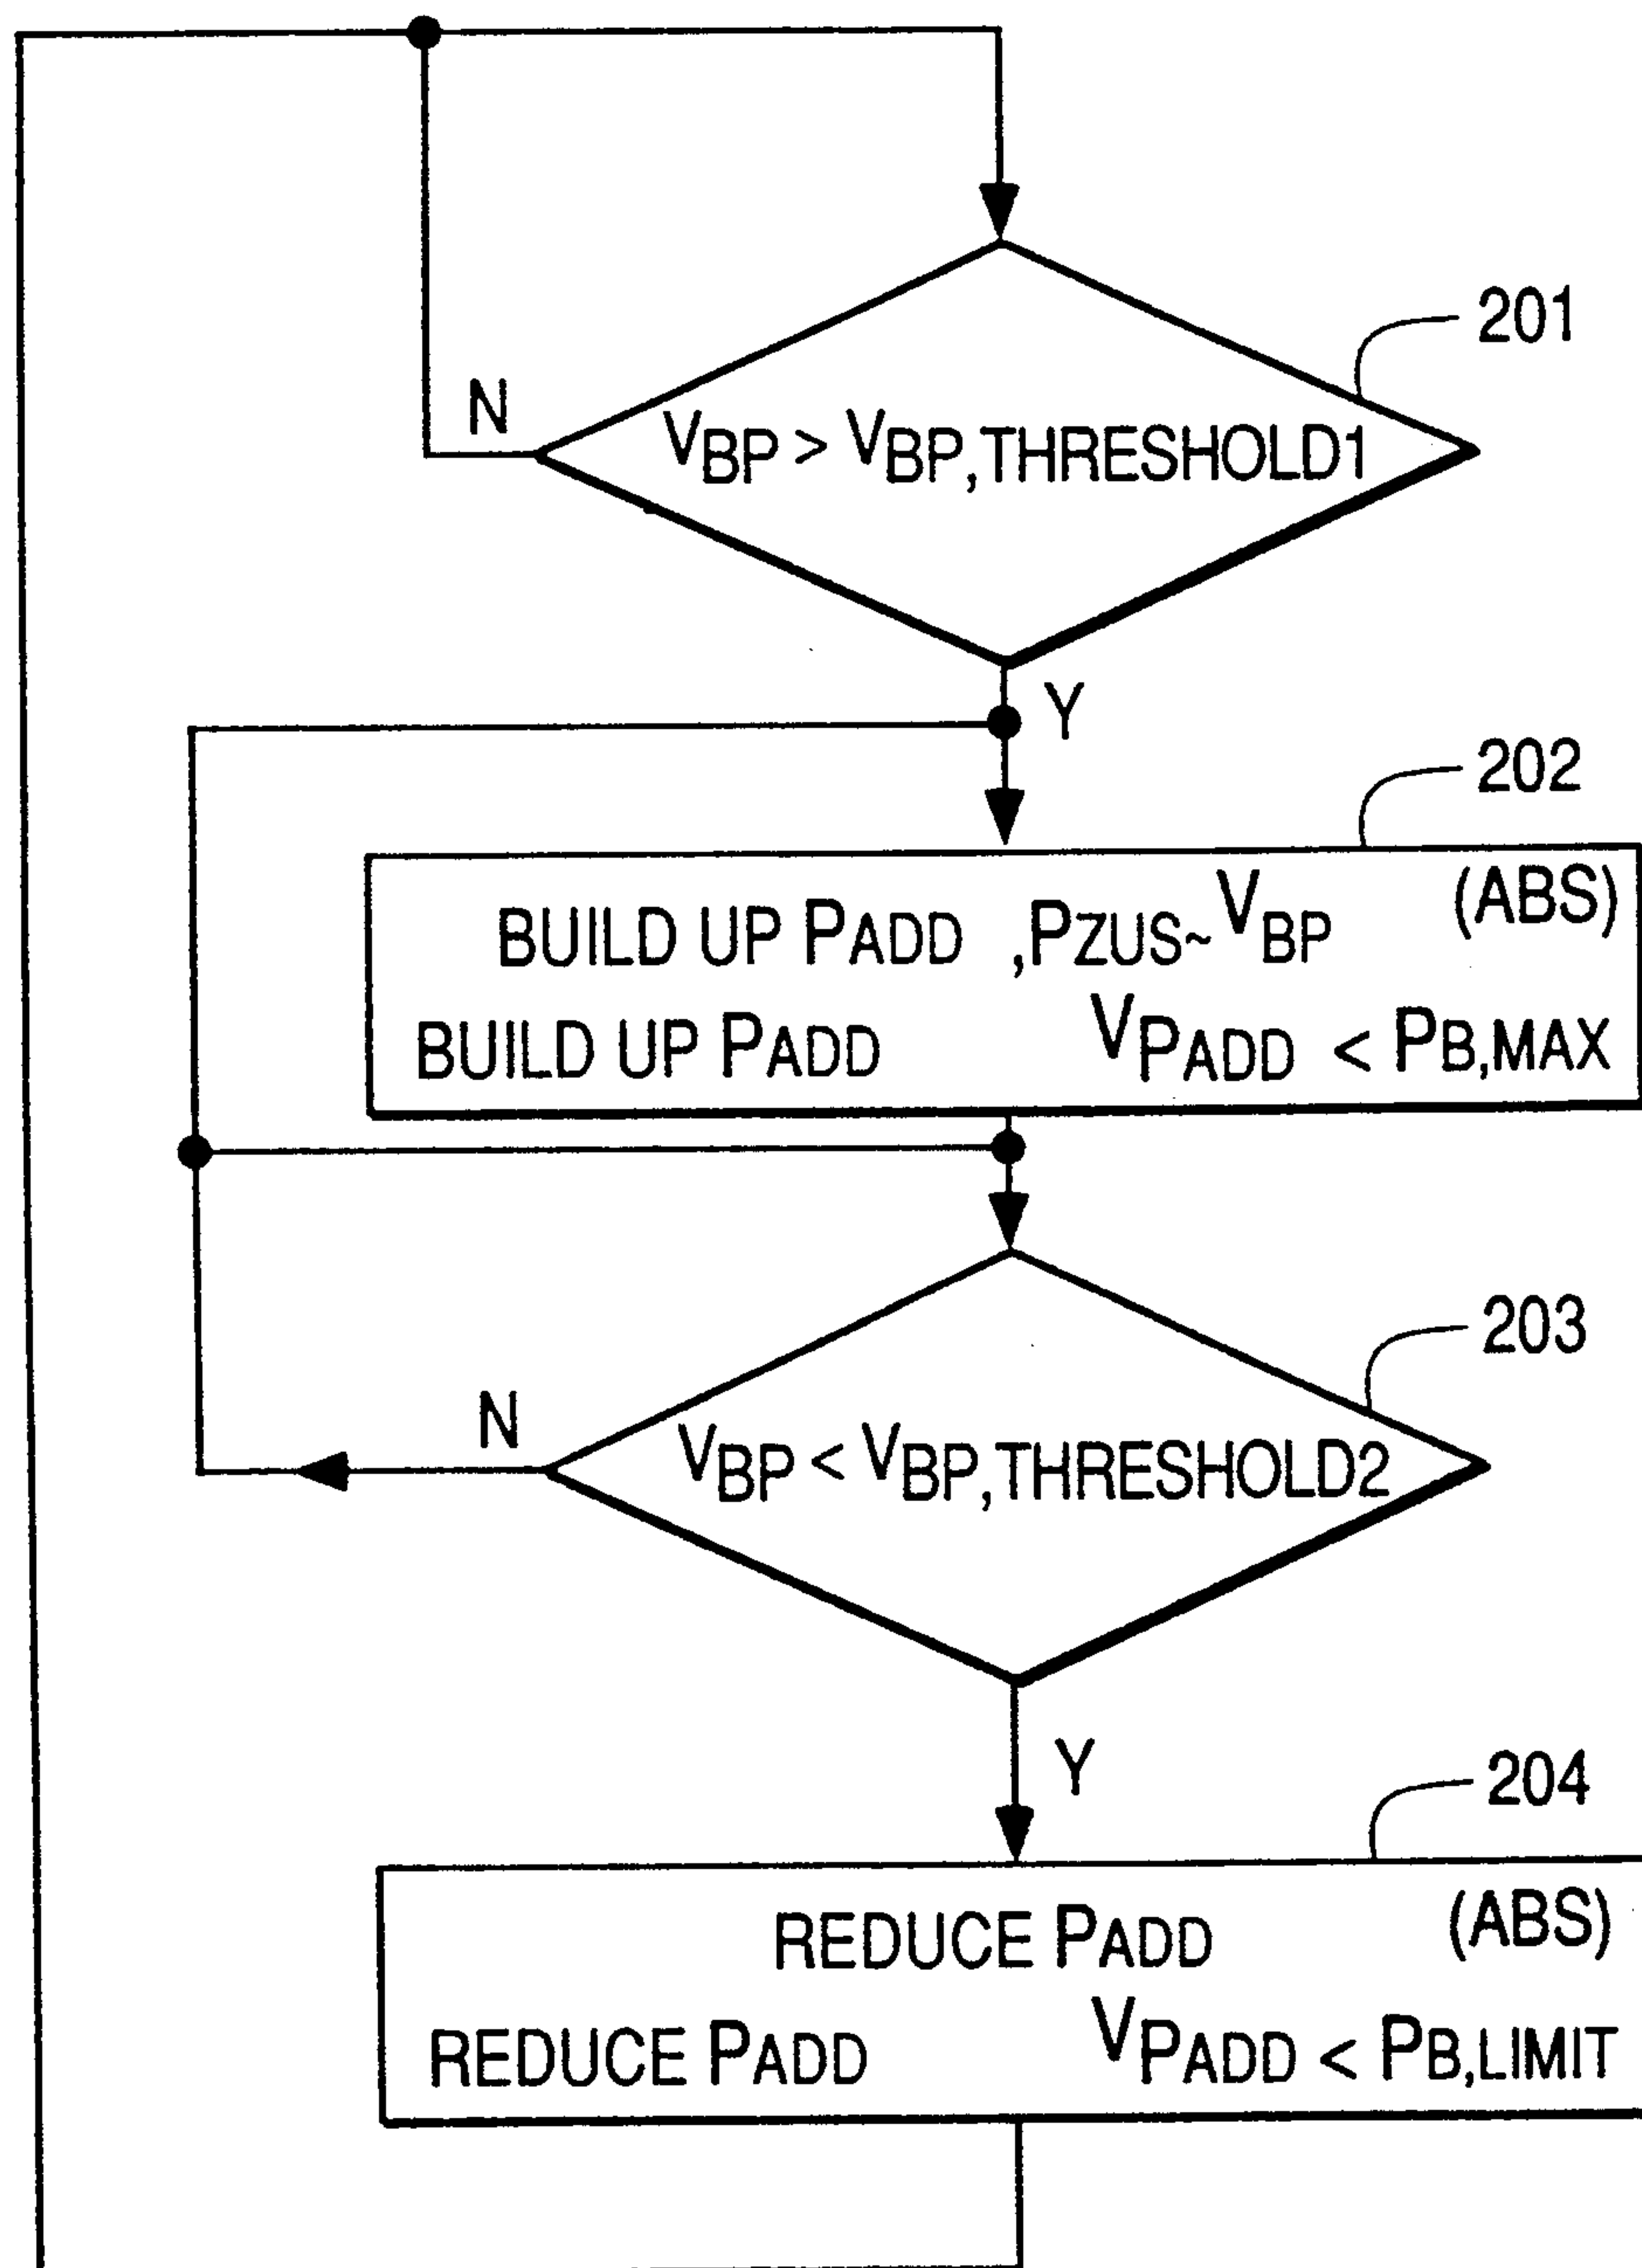 201
N
VBP > VBP,THRESHOLD1
Y
202
BUILD UP PADD ,PZUS~VBP (ABS)
BUILD UP PADD VPADD < PB,MAX
203
N
VBP < VBP,THRESHOLD2
Y
204
REDUCE PADD (ABS)
REDUCE PADD VPADD < PB,LIMIT